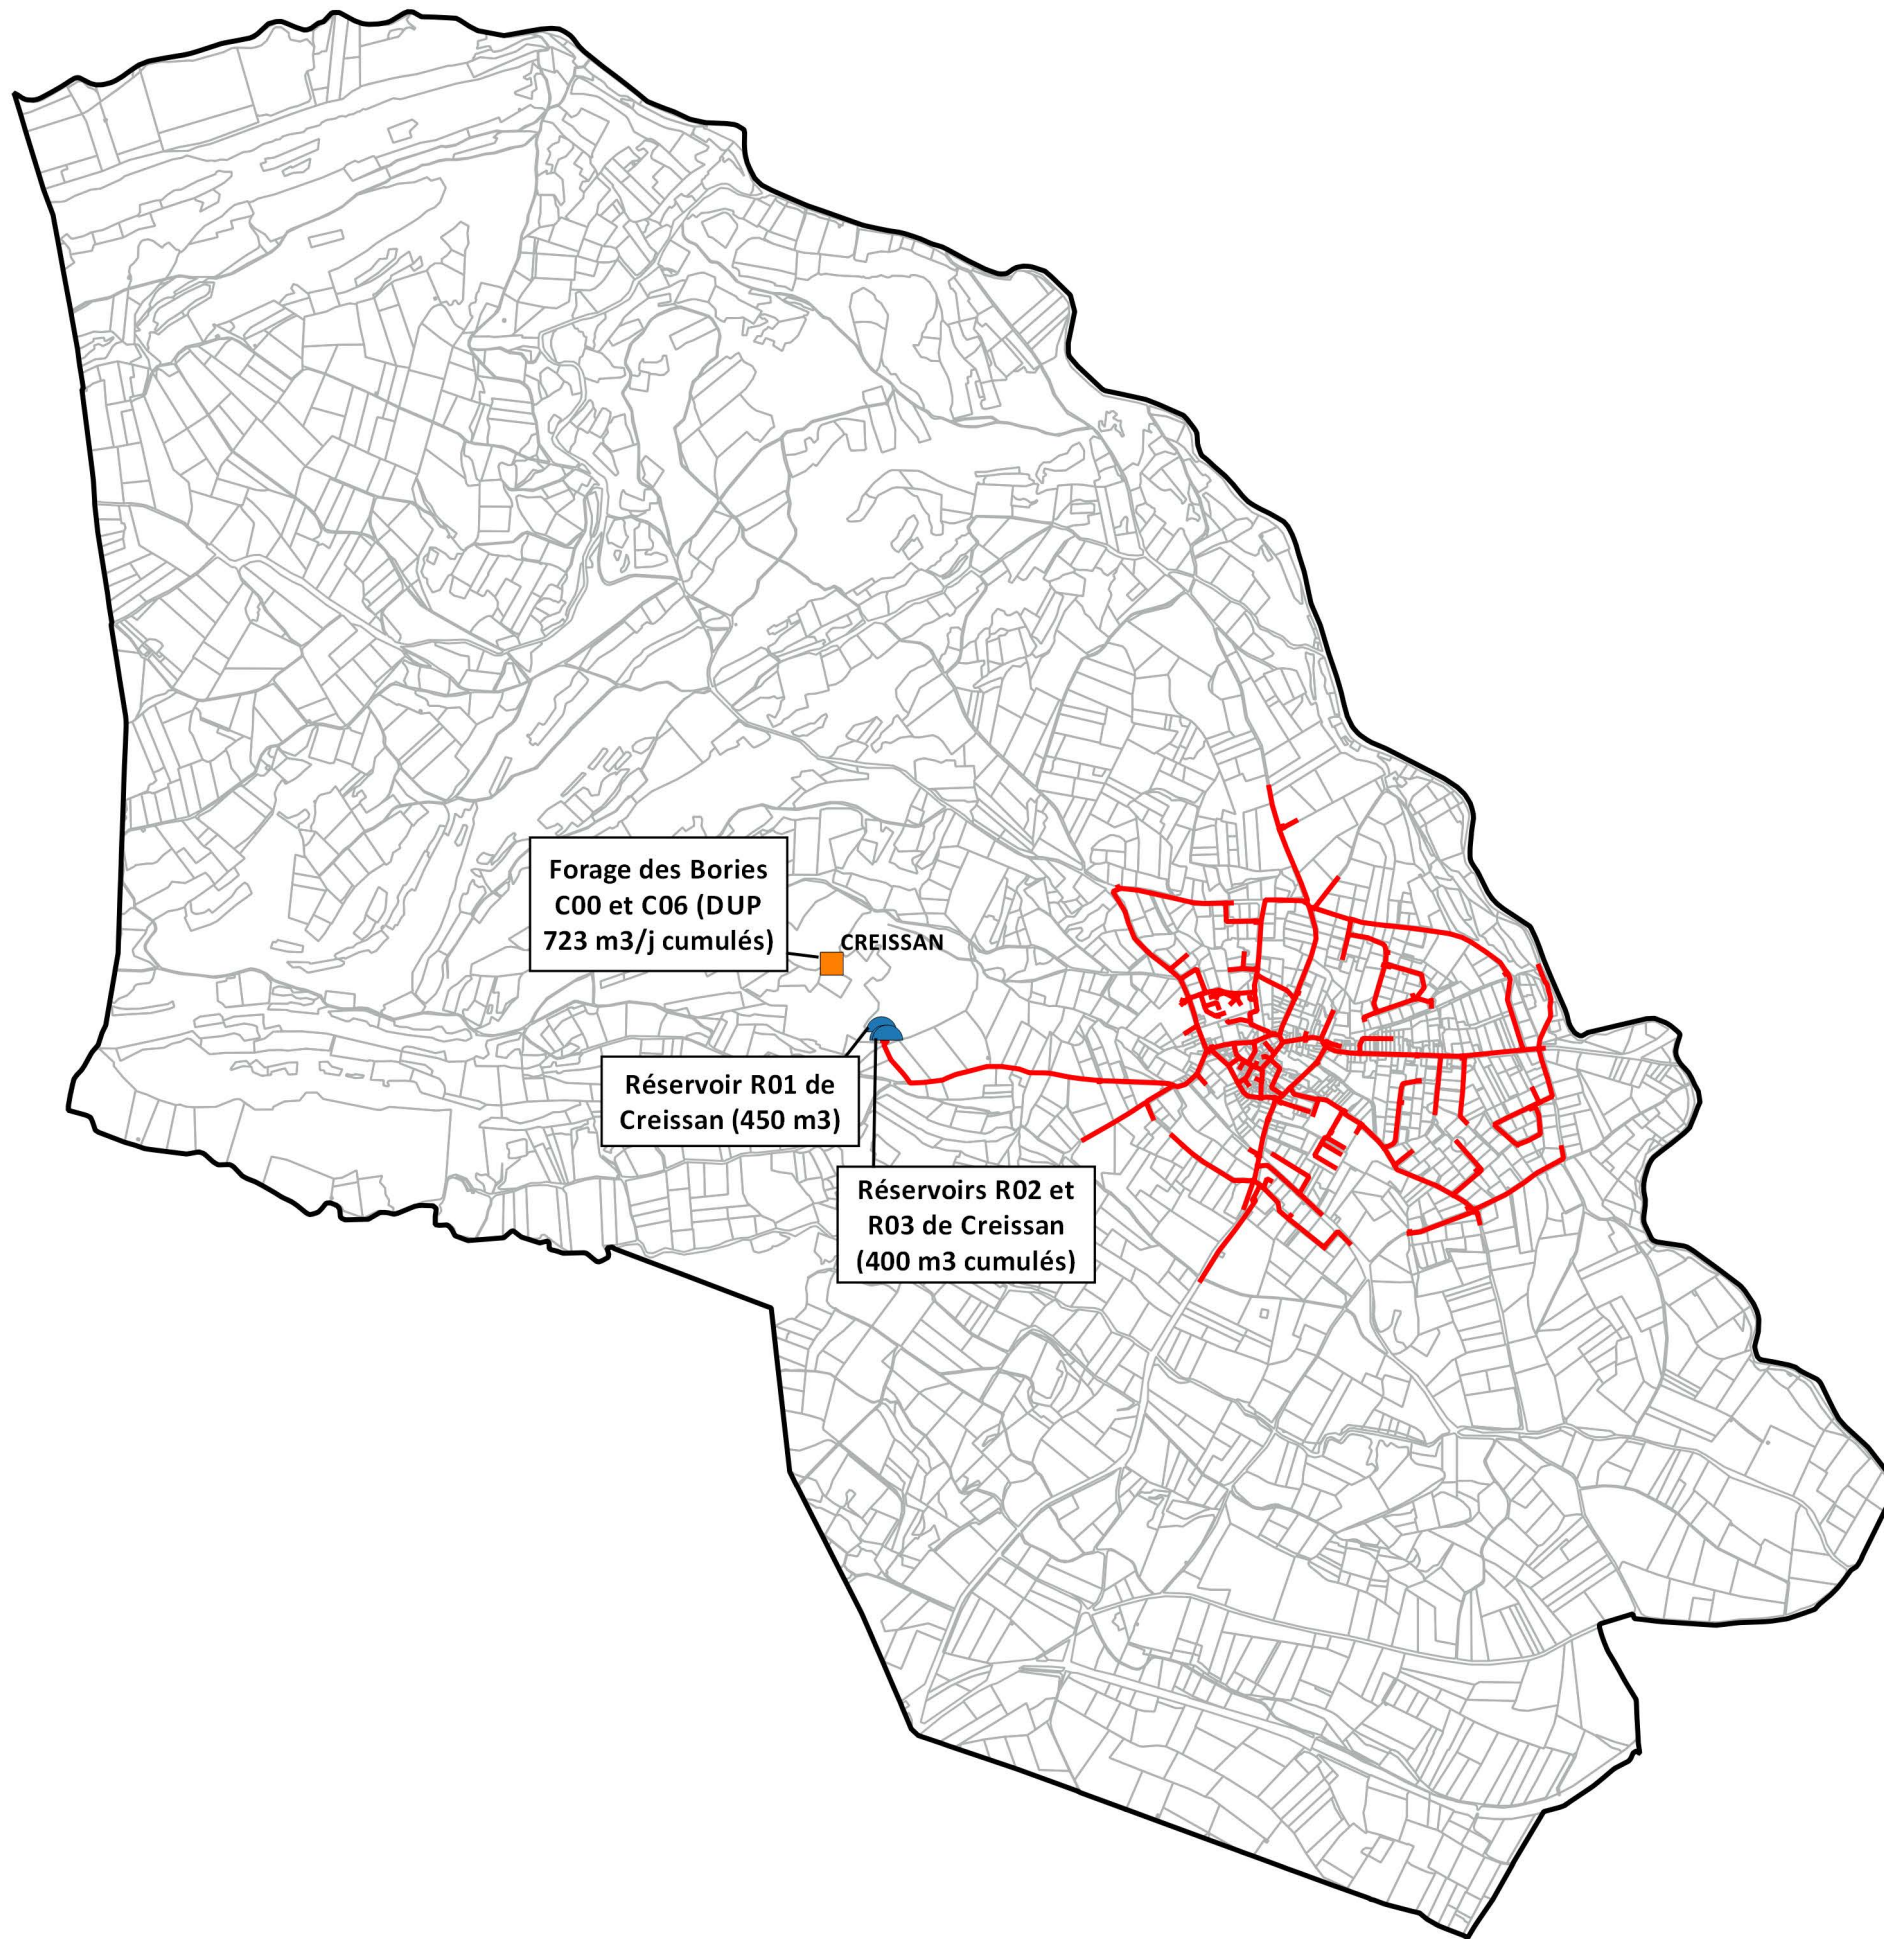 Forage des Bories
C00 et C06 (DUP
723 m3/j cumulés)
CREISSAN
Réservoir R01 de
Creissan (450 m3)
Réservoirs R02 et
R03 de Creissan
(400 m3 cumulés)